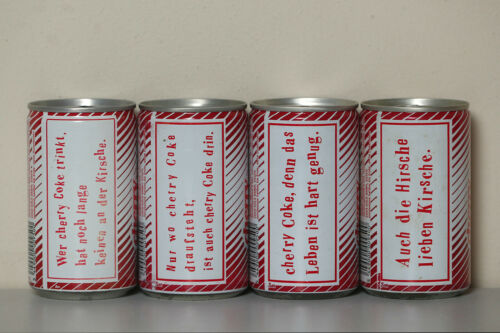 Wer cherry Coke trinkt,
hat noch lange
keinen an der Kirsche.
Nur wo cherry Coke
draufsteht,
ist auch cherry Coke drin.
cherry Coke, denn das
Leben ist hart genug.
Auch die Hirsche
lieben Kirsche.